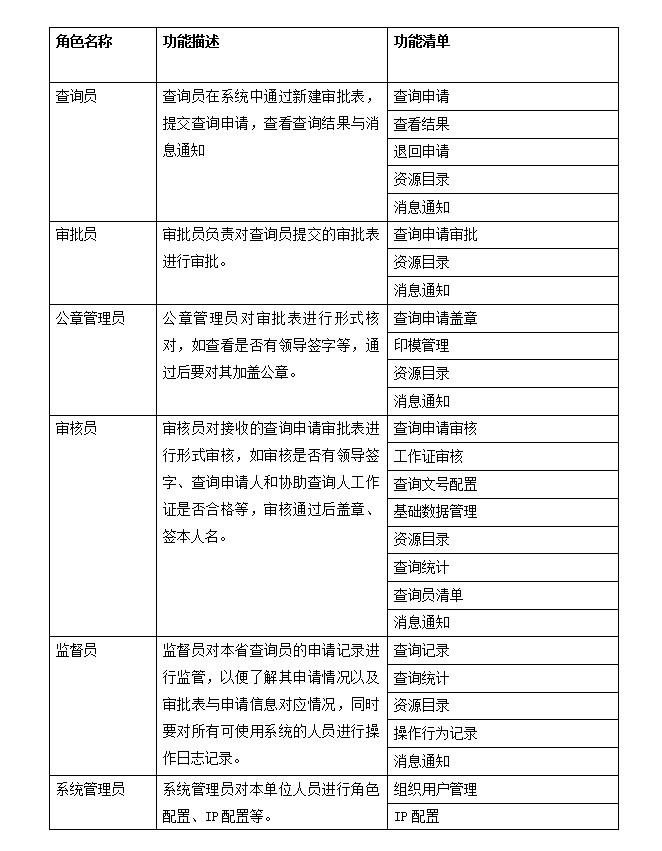 角色名称
功能描述
功能清单
查询员
查询员在系统中通过新建审批表，
提交查询申请，查看查询结果与消
息通知
查询申请
查看结果
退回申请
资源目录
消息通知
审批员
审批员负责对查询员提交的审批表
进行审批。
查询申请审批
资源目录
消息通知
公章管理员
公章管理员对审批表进行形式核
对，如查看是否有领导签字等，通
过后要对其加盖公章。
查询申请盖章
印模管理
资源目录
消息通知
审核员
审核员对接收的查询申请审批表进
行形式审核，如审核是否有领导签
字、查询申请人和协助查询人工作
证是否合格等，审核通过后盖章、
签本人名。
查询申请审核
工作证审核
查询文号配置
基础数据管理
资源目录
查询统计
查询员清单
消息通知
监督员
监督员对本省查询员的申请记录进
行监管，以便了解其申请情况以及
审批表与申请信息对应情况，同时
要对所有可使用系统的人员进行操
作日志记录。
查询记录
查询统计
资源目录
操作行为记录
消息通知
系统管理员
系统管理员对本单位人员进行角色
配置、IP配置等。
组织用户管理
IP配置